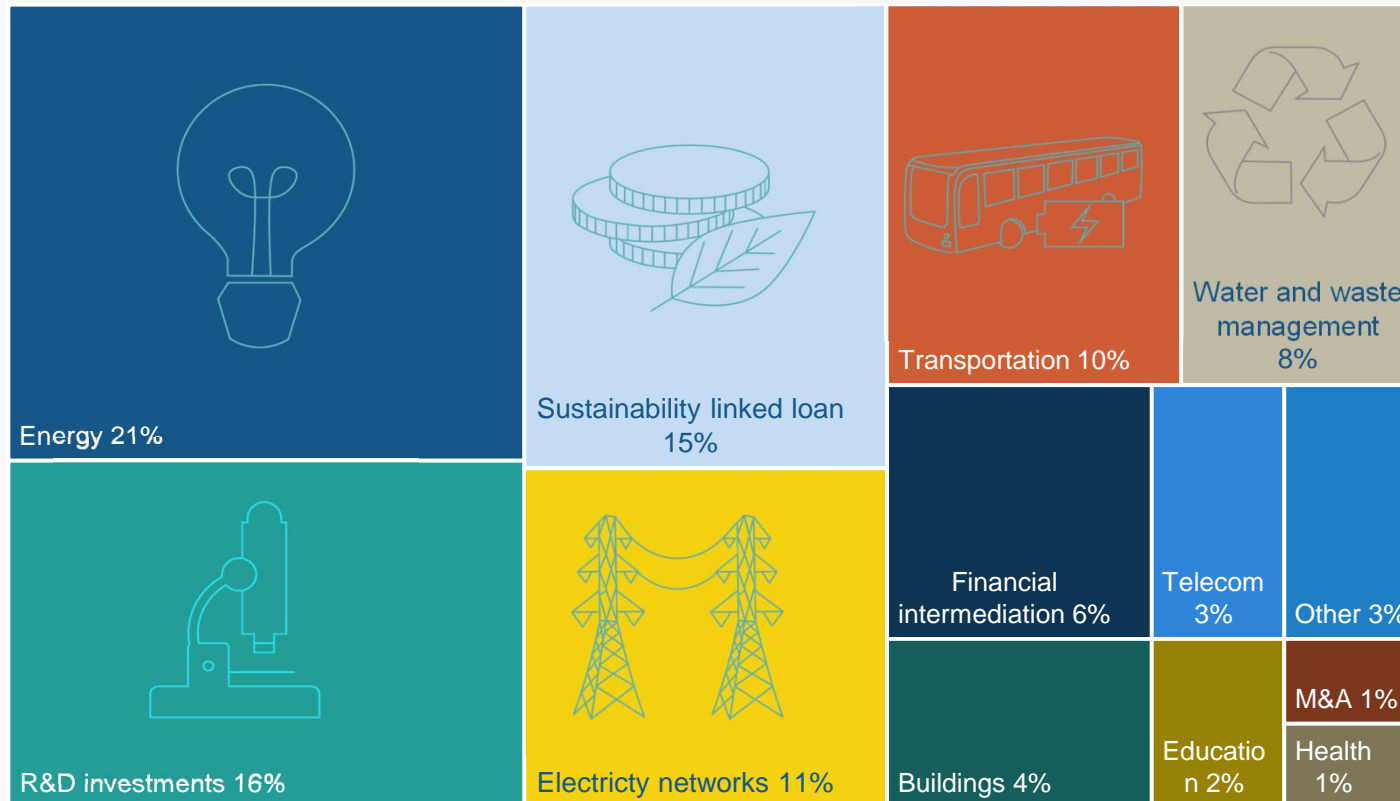 Energy 21%
R&D investments 16%
Sustainability linked loan
15%
Electricty networks 11%
Transportation 10%
Water and waste
management
8%
Financial
intermediation 6%
Telecom
3%
Other 3%
Buildings 4%
Educatio
n 2%
M&A 1%
Health
1%